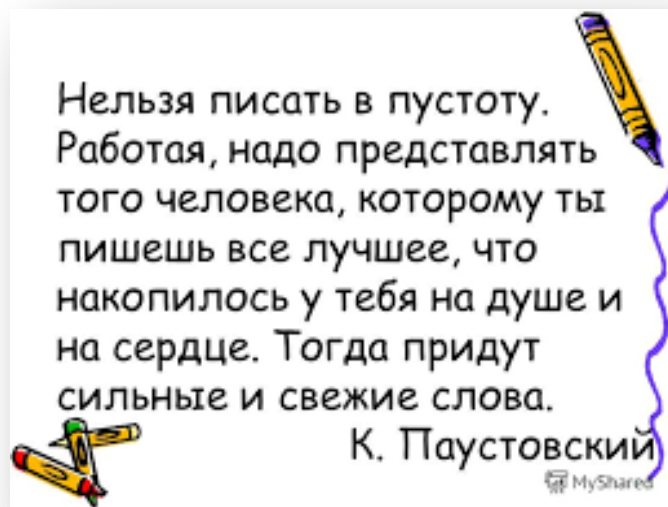 Нельзя писать в пустоту.
Работая, надо представлять
того человека, которому ты
пишешь все лучшее, что
накопилось у тебя на душе и
на сердце. Тогда придут
сильные и свежие слова.
К. Паустовский
MyShared